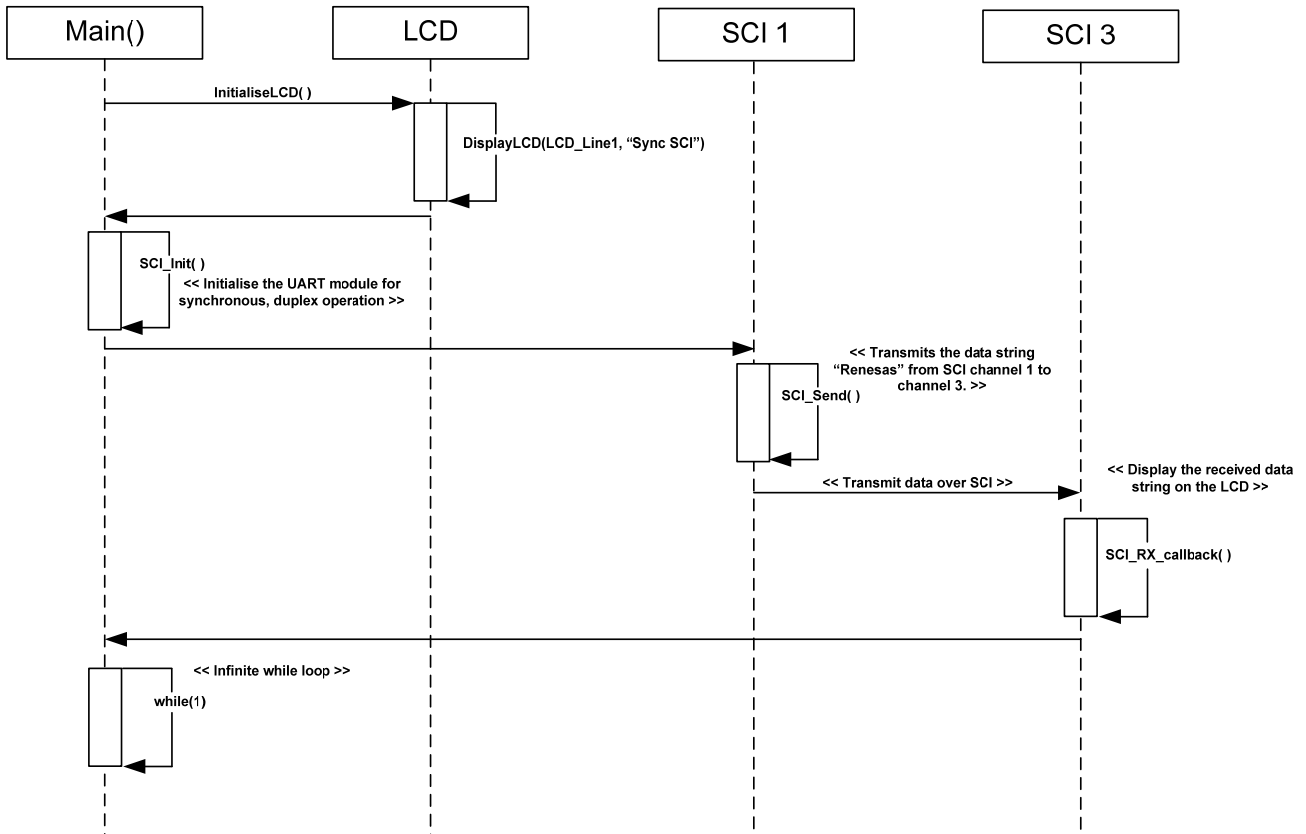 Main()
LCD
SCI 1
SCI 3
InitialiseLCD( )
DisplayLCD(LCD_Line1, “Sync SCI”)
SCI_Init( )
<< Initialise the UART module for
synchronous, duplex operation >>
<< Transmits the data string
“Renesas” from SCI channel 1 to
channel 3. >>
SCI_Send( )
<< Transmit data over SCI >>
<< Display the received data
string on the LCD >>
SCI_RX_callback( )
<< Infinite while loop >>
while(1)